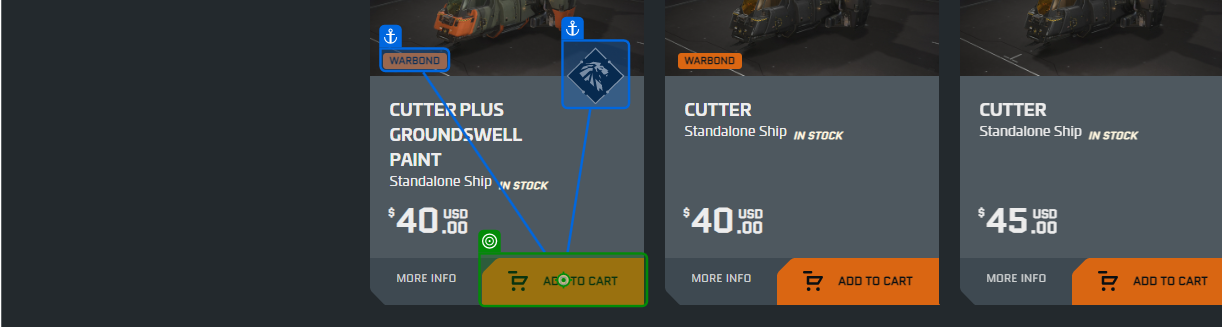 WARBOND
CUTTER PLUS
GROUNDSWELL
PAINT
Standalone Ship IN STOCK
$40 USD .00
MORE INFO
ADD TO CART
WARBOND
CUTTER
Standalone Ship IN STOCK
$40 USD .00
MORE INFO
ADD TO CART
CUTTER
Standalone Ship IN STOCK
$45 USD .00
MORE INFO
ADD TO CART